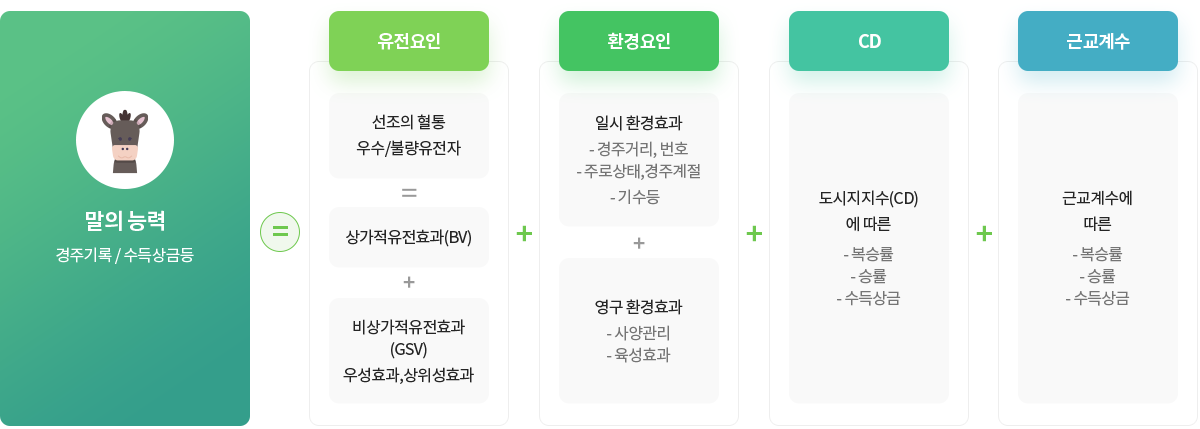 말의 능력
경주기록 / 수득상금등
=
유전요인
선조의 혈통
우수/불량유전자
=
상가적유전효과(BV)
+
비상가적유전효과
(GSV)
우성효과,상위성효과
+
환경요인
일시 환경효과
- 경주거리, 번호
- 주로상태,경주계절
- 기수등
+
영구 환경효과
- 사양관리
- 육성효과
+
CD
도시지지수(CD)
에 따른
- 복승률
- 승률
- 수득상금
+
근교계수
근교계수에
따른
- 복승률
- 승률
- 수득상금